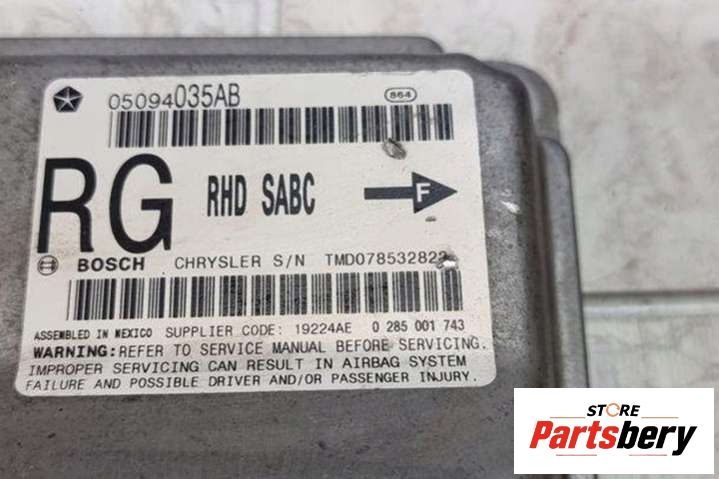 05094035AB 864
RG RHD SABC F
BOSCH CHRYSLER S/N TMD078532823
ASSEMBLED IN MEXICO SUPPLIER CODE: 19224AE 0 285 001 743
WARNING: REFER TO SERVICE MANUAL BEFORE SERVICING.
IMPROPER SERVICING CAN RESULT IN AIRBAG SYSTEM
FAILURE AND POSSIBLE DRIVER AND/OR PASSENGER INJURY.
STORE
Partsbery